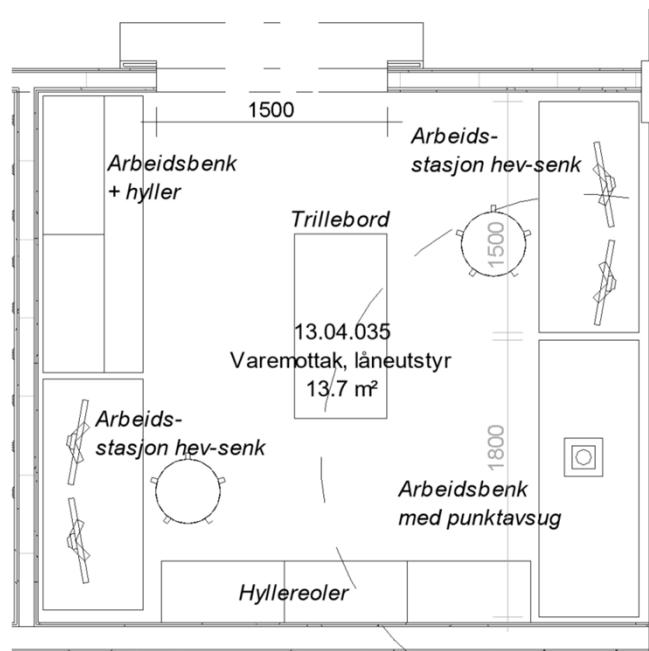 1500
Arbeidsbenk
+ hyller
Arbeids-
stasjon hev-senk
Trillebord
1500
13.04.035
Varemottak, låneutstyr
13.7 m²
Arbeids-
stasjon hev-senk
1800
Arbeidsbenk
med punktavsug
Hyllereoler